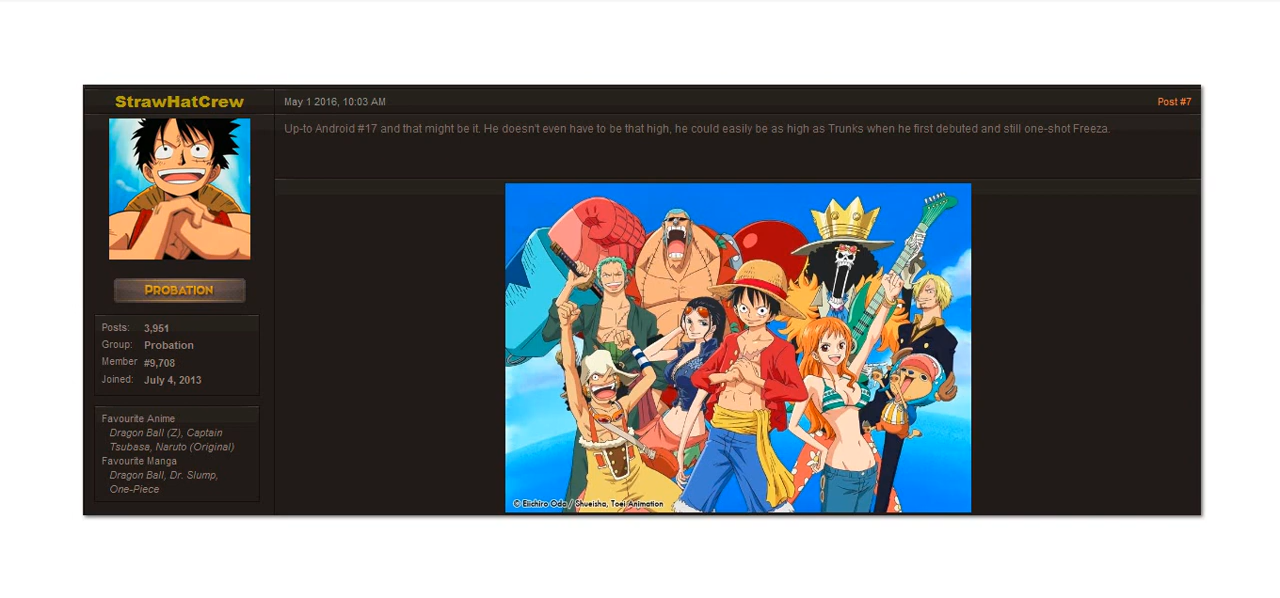 StrawHatCrew
May 1 2016, 10:03 AM
Post #7
Up-to Android #17 and that might be it. He doesn't even have to be that high, he could easily be as high as Trunks when he first debuted and still one-shot Freeza.
PROBATION
Posts: 3,951
Group: Probation
Member #9,708
Joined: July 4, 2013
Favourite Anime
Dragon Ball (Z), Captain
Tsubasa, Naruto (Original)
Favourite Manga
Dragon Ball, Dr. Slump,
One-Piece
© Eiichiro Oda / Shueisha, Toei Animation